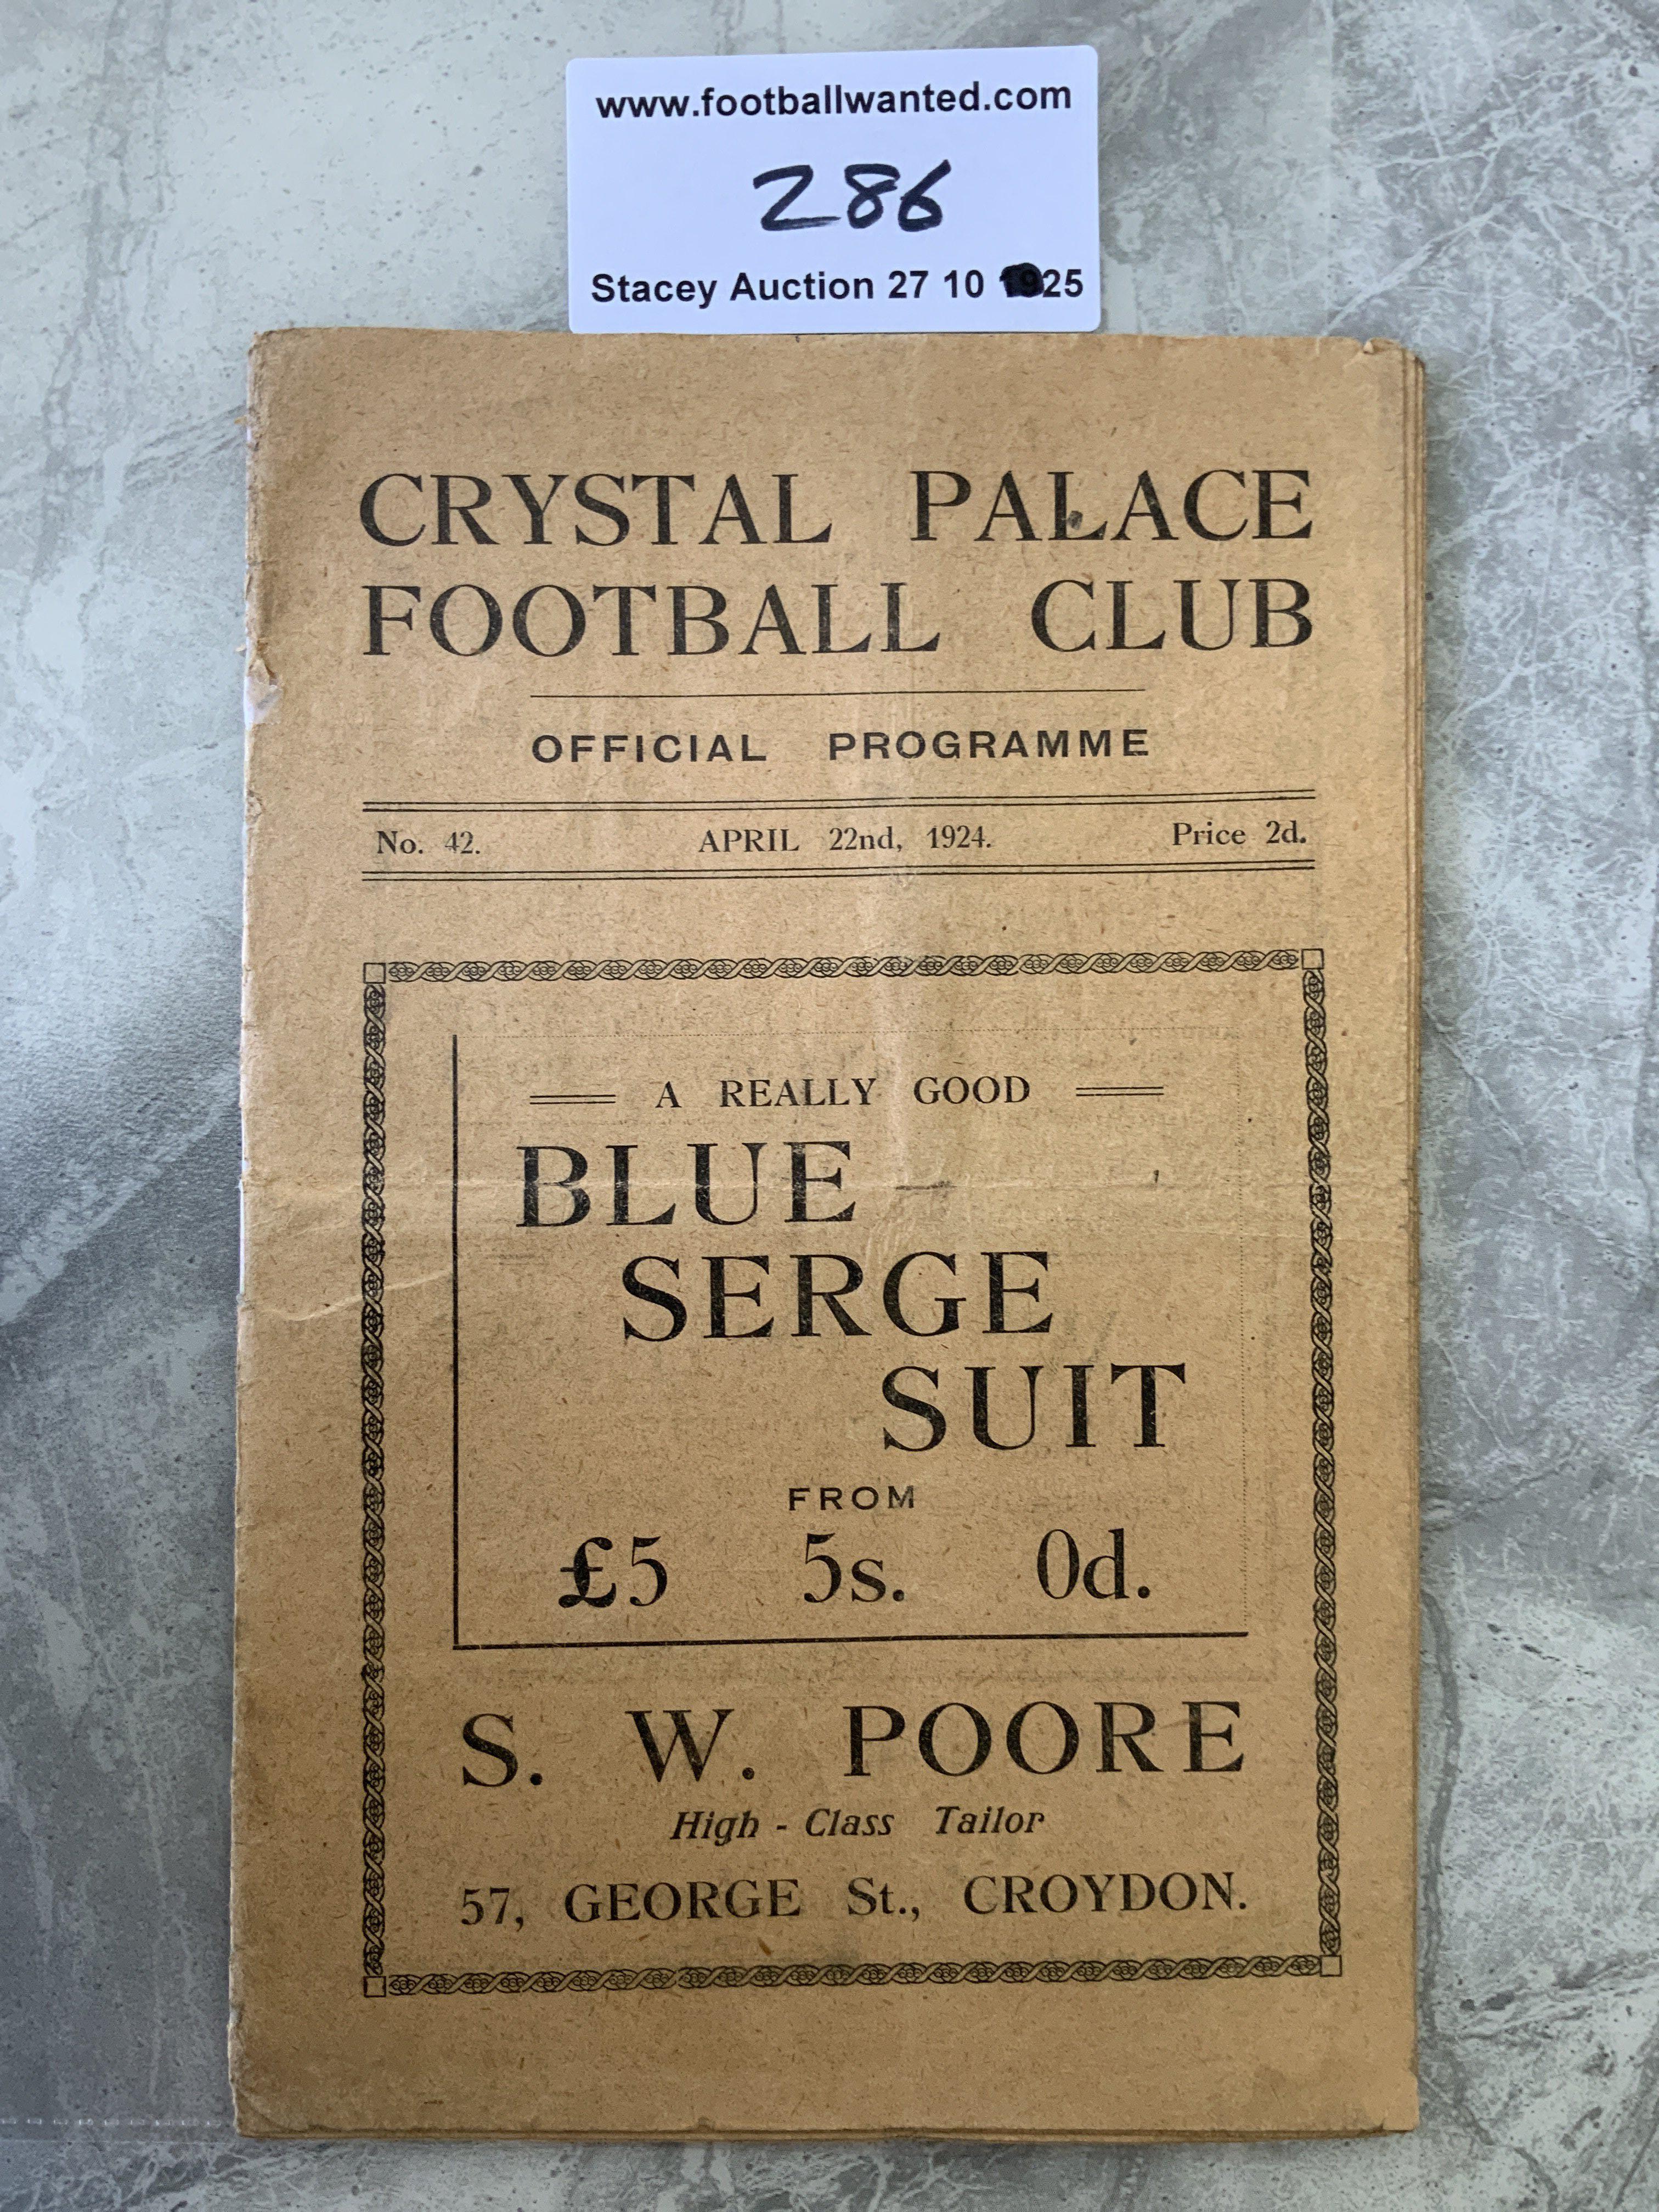 www.footballwanted.com
286
Stacey Auction 27 10 25
CRYSTAL PALACE
FOOTBALL CLUB
OFFICIAL PROGRAMME
No. 42. APRIL 22nd, 1924. Price 2d.
A REALLY GOOD
BLUE
SERGE
SUIT
FROM
£5 5s. 0d.
S. W. POORE
High - Class Tailor
57, GEORGE St., CROYDON.